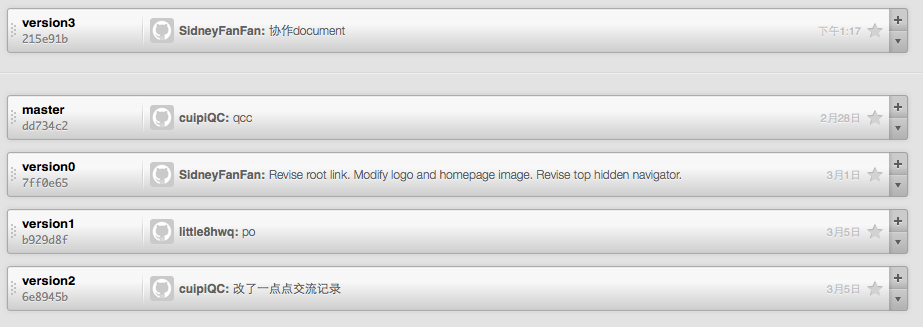 version3
215e91b
SidneyFanFan: 协作document
下午1:17
master
dd734c2
cuipiQC: qcc
2月28日
version0
7ff0e65
SidneyFanFan: Revise root link. Modify logo and homepage image. Revise top hidden navigator.
3月1日
version1
b929d8f
little8hwq: po
3月5日
version2
6e8945b
cuipiQC: 改了一点点交流记录
3月5日